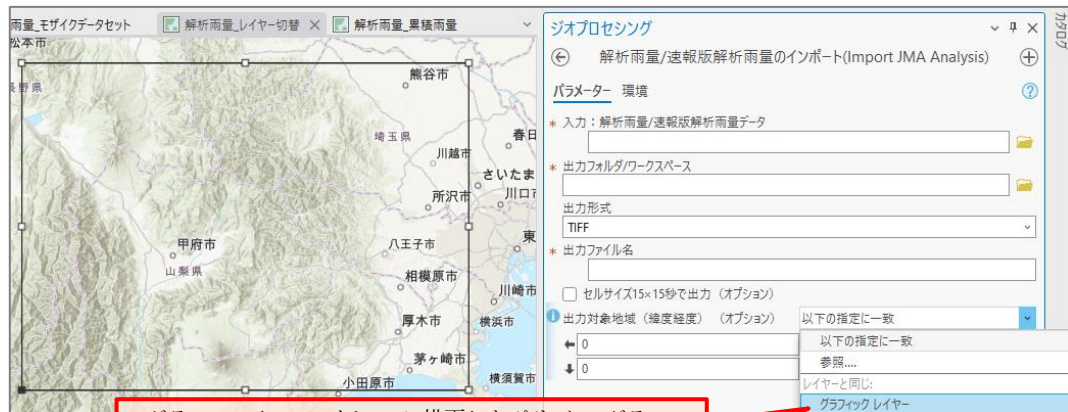 雨量_モザイクデータセット
解析雨量_レイヤー切替
解析雨量_累積雨量
松本市
長野県
熊谷市
埼玉県
春日
川越市
さいたま
所沢市
川口市
甲府市
山梨県
八王子市
東
相模原市
川崎市
厚木市
横浜市
茅ヶ崎市
小田原市
横須賀市
ジオプロセシング
カタログ
解析雨量/速報版解析雨量のインポート(Import JMA Analysis)
パラメーター 環境
* 入力：解析雨量/速報版解析雨量データ
* 出力フォルダ/ワークスペース
出力形式
TIFF
* 出力ファイル名
セルサイズ15×15秒で出力（オプション）
出力対象地域（緯度経度）（オプション） 以下の指定に一致
0
0
以下の指定に一致
参照....
レイヤーと同じ:
グラフィック レイヤー